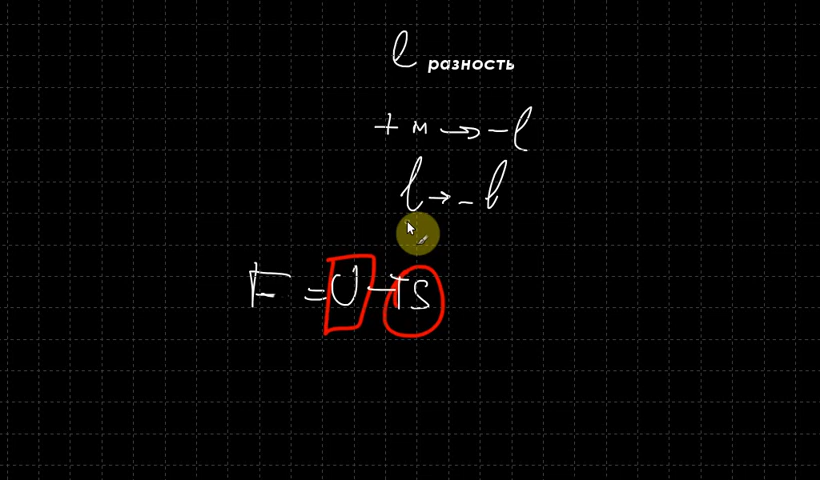 l разность
+ м → - l
l → - l
F = U - TS